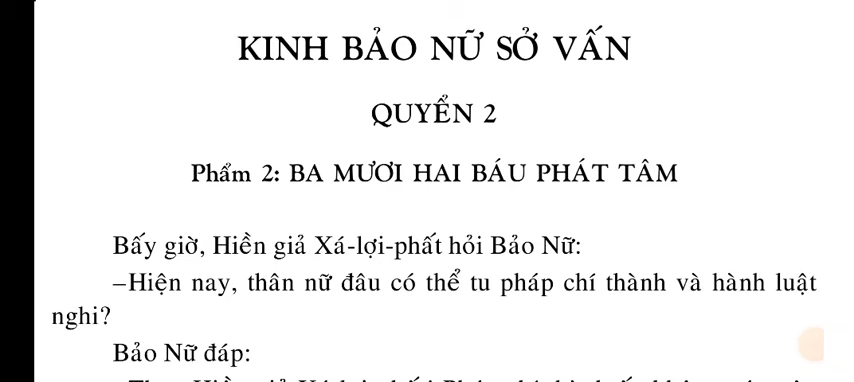 KINH BẢO NỮ SỞ VẤN
QUYỂN 2
Phẩm 2: BA MƯƠI HAI BÁU PHÁT TÂM
Bấy giờ, Hiền giả Xá-lợi-phất hỏi Bảo Nữ:
–Hiện nay, thân nữ đâu có thể tu pháp chí thành và hành luật
nghi?
Bảo Nữ đáp: